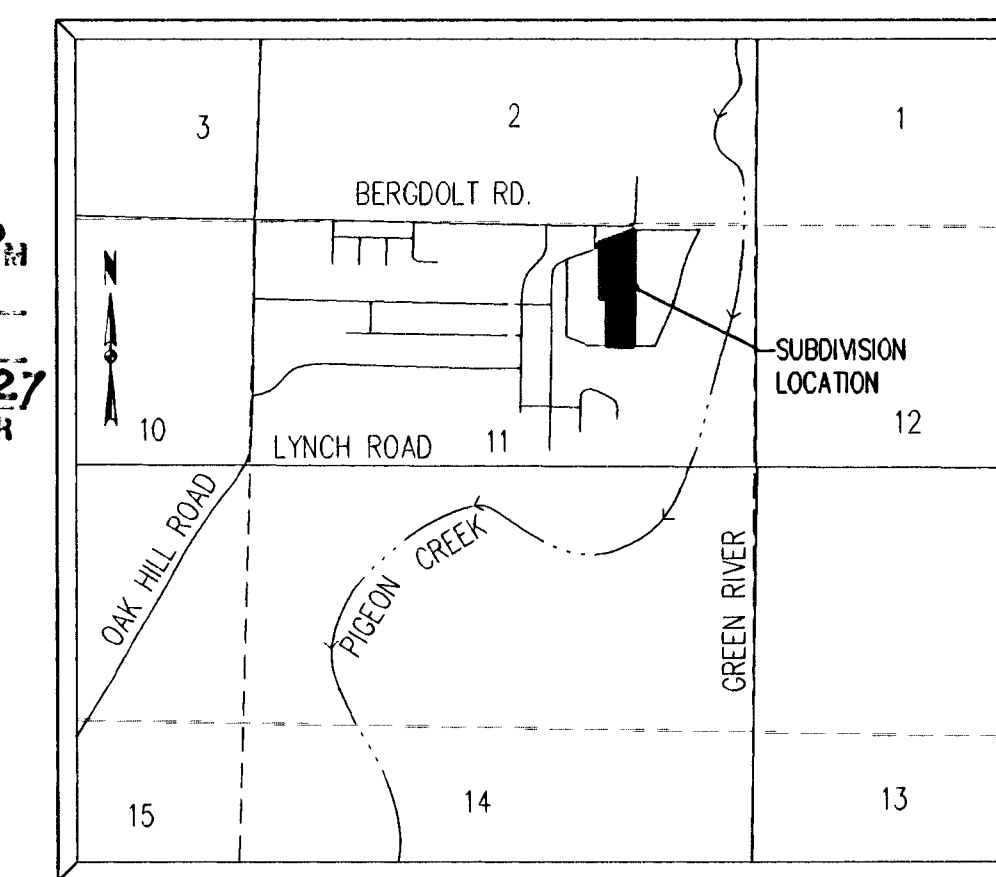 3
2
1
BERGDOLT RD.
N
SUBDIVISION
LOCATION
27
10
11
12
LYNCH ROAD
OAK HILL ROAD
PIGEON CREEK
GREEN RIVER
15
14
13